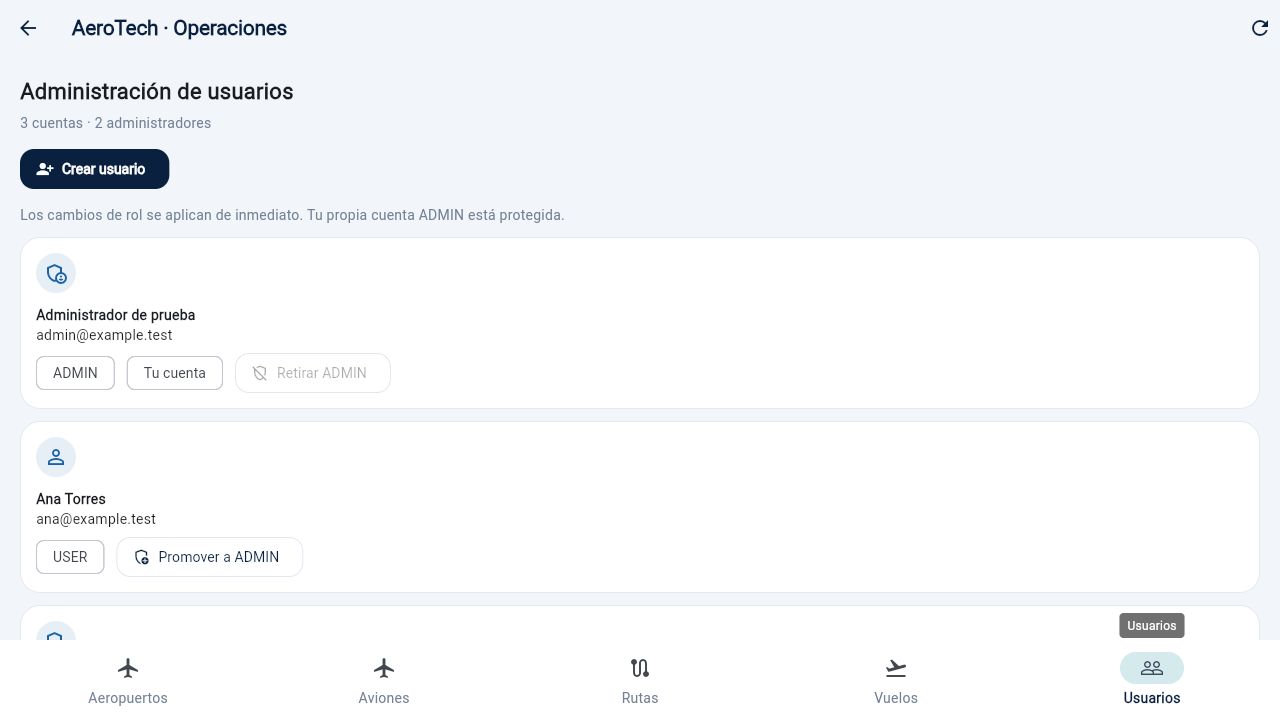 AeroTech · Operaciones
Administración de usuarios
3 cuentas · 2 administradores
Crear usuario
Los cambios de rol se aplican de inmediato. Tu propia cuenta ADMIN está protegida.
Administrador de prueba
admin@example.test
ADMIN Tu cuenta Retirar ADMIN
Ana Torres
ana@example.test
USER Promover a ADMIN
Usuarios
Aeropuertos Aviones Rutas Vuelos Usuarios